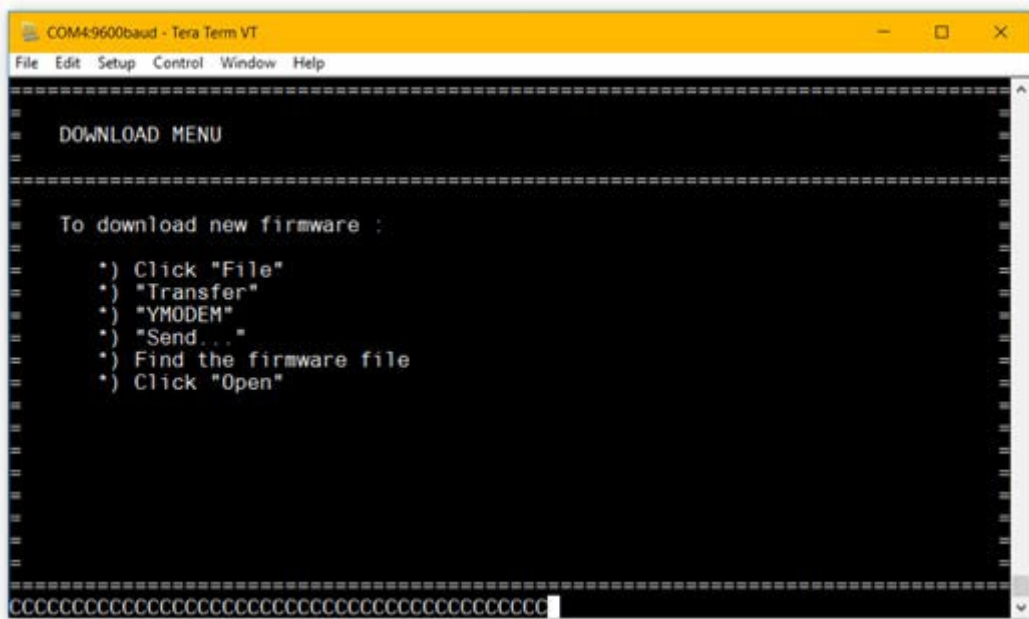 COM4:9600baud - Tera Term VT
File Edit Setup Control Window Help
================================================================================
=
= DOWNLOAD MENU =
=
================================================================================
=
= To download new firmware : =
=
= *) Click "File" =
= *) "Transfer" =
= *) "YMODEM" =
= *) "Send..." =
= *) Find the firmware file =
= *) Click "Open" =
=
=
=
=
=
=
=
=
================================================================================
CCCCCCCCCCCCCCCCCCCCCCCCCCCCCCCCCCCCCCCCCCC